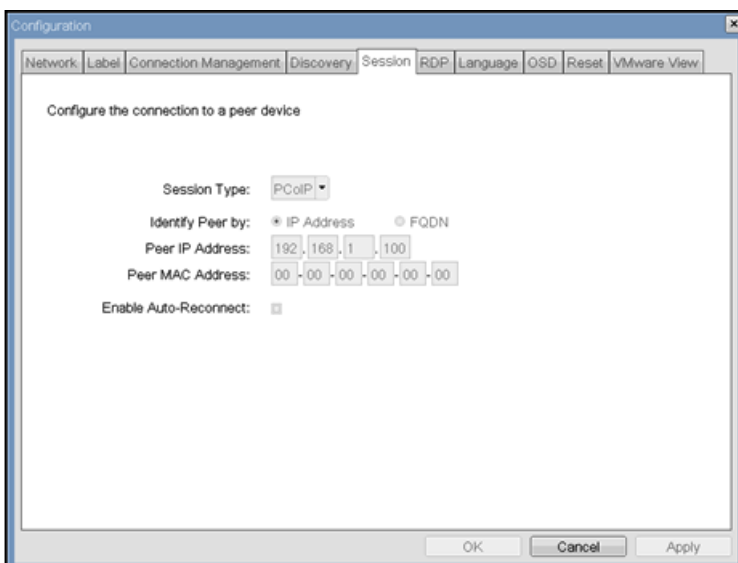 Configuration
Network Label Connection Management Discovery Session RDP Language OSD Reset VMware View
Configure the connection to a peer device
Session Type: PCoIP
Identify Peer by: IP Address FQDN
Peer IP Address: 192 . 168 . 1 . 100
Peer MAC Address: 00 - 00 - 00 - 00 - 00 - 00
Enable Auto-Reconnect:
OK Cancel Apply